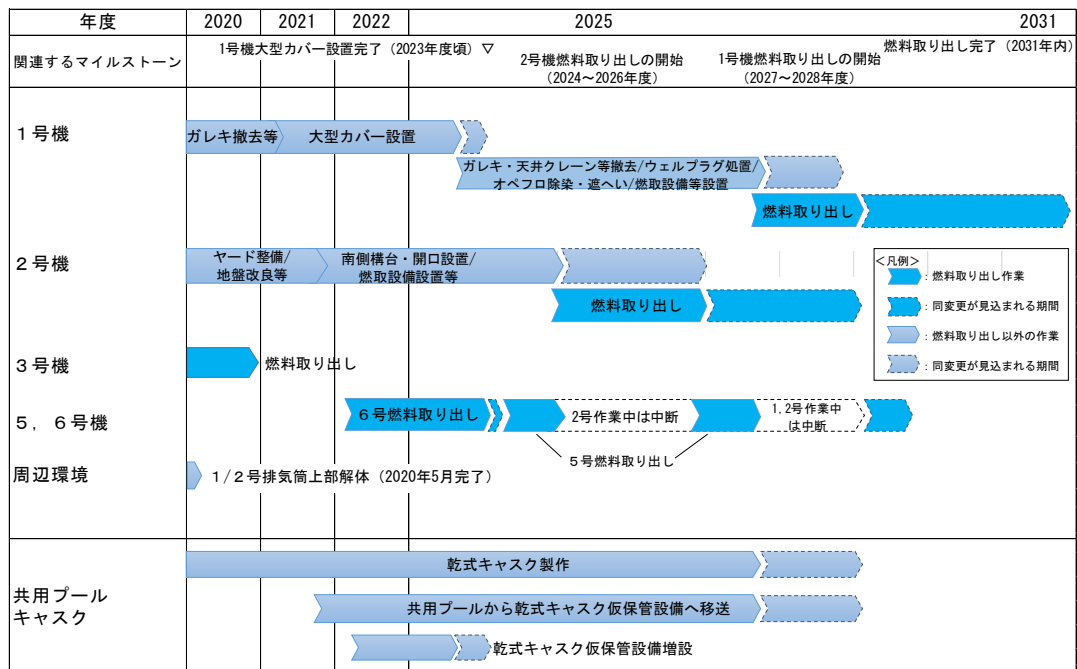 年度 2020 2021 2022 2025 2031
関連するマイルストーン
1号機大型カバー設置完了（2023年度頃）▽
2号機燃料取り出しの開始
（2024～2026年度）
1号機燃料取り出しの開始
（2027～2028年度）
燃料取り出し完了（2031年内）
１号機
ガレキ撤去等
大型カバー設置
ガレキ・天井クレーン等撤去/ウェルプラグ処置/
オペフロ除染・遮へい/燃取設備等設置
燃料取り出し
２号機
ヤード整備/
地盤改良等
南側構台・開口設置/
燃取設備設置等
燃料取り出し
＜凡例＞
：燃料取り出し作業
：同変更が見込まれる期間
：燃料取り出し以外の作業
：同変更が見込まれる期間
３号機
燃料取り出し
５，６号機
６号燃料取り出し
2号作業中は中断
1,2号作業中
は中断
５号燃料取り出し
周辺環境
１/２号排気筒上部解体（2020年5月完了）
共用プール
キャスク
乾式キャスク製作
共用プールから乾式キャスク仮保管設備へ移送
乾式キャスク仮保管設備増設